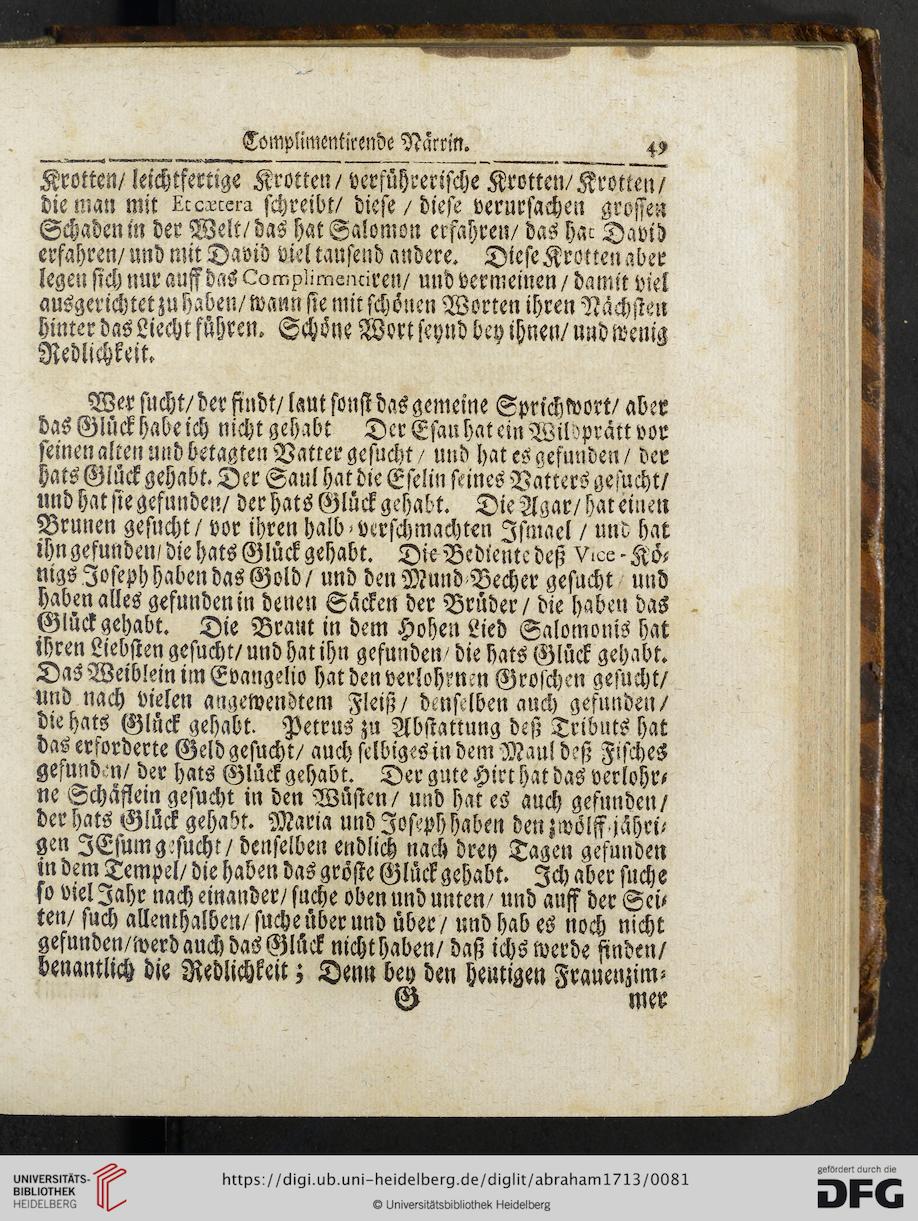 Complimentirende Närrin. 49
Krotten/ leichtfertige Krotten/ verführerische Krotten/ Krotten/
die man mit Et cætera schreibt/ diese / diese verursachen grossen
Schaden in der Welt/ das hat Salomon erfahren/ das hat David
erfahren/ und mit David viel tausend andere. Diese Krotten aber
legen sich nur auff das Complimentiren/ und vermeinen / damit viel
ausgerichtet zu haben/ wann sie mit schönen Worten ihren Nächsten
hinter das Liecht führen. Schöne Wort seynd bey ihnen/ und wenig
Redlichkeit.
Wer sucht/ der findt/ laut sonst das gemeine Sprichwort/ aber
das Glück habe ich nicht gehabt Der Esau hat ein Wildprätt vor
seinen alten und betagten Vatter gesucht / und hat es gefunden / der
hats Glück gehabt. Der Saul hat die Eselin seines Vatters gesucht/
und hat sie gefunden/ der hats Glück gehabt. Die Agar/ hat einen
Brunen gesucht / vor ihren halb-verschmachten Ismael / und hat
ihn gefunden/ die hats Glück gehabt. Die Bediente deß Vice-Kö-
nigs Joseph haben das Gold / und den Mund-Becher gesucht / und
haben alles gefunden in denen Säcken der Brüder / die haben das
Glück gehabt. Die Braut in dem Hohen Lied Salomonis hat
ihren Liebsten gesucht/ und hat ihn gefunden/ die hats Glück gehabt.
Das Weiblein im Evangelio hat den verlohrnen Groschen gesucht/
und nach vielen angewendtem Fleiß/ denselben auch gefunden/
die hats Glück gehabt. Petrus zu Abstattung deß Tributs hat
das erforderte Geld gesucht/ auch selbiges in dem Maul deß Fisches
gefunden/ der hats Glück gehabt. Der gute Hirt hat das verlohr-
ne Schäflein gesucht in den Wüsten/ und hat es auch gefunden/
der hats Glück gehabt. Maria und Joseph haben den zwölff-jähri-
gen JEsum gesucht / denselben endlich nach drey Tagen gefunden
in dem Tempel/ die haben das gröste Glück gehabt. Ich aber suche
so viel Jahr nach einander/ suche oben und unten/ und auff der Sei-
ten/ such allenthalben/ suche über und über / und hab es noch nicht
gefunden/ werd auch das Glück nicht haben/ daß ichs werde finden/
benantlich die Redlichkeit; Denn bey den heutigen Frauenzim-
G mer
UNIVERSITÄTS-
BIBLIOTHEK
HEIDELBERG
https://digi.ub.uni-heidelberg.de/diglit/abraham1713/0081
© Universitätsbibliothek Heidelberg
gefördert durch die
DFG